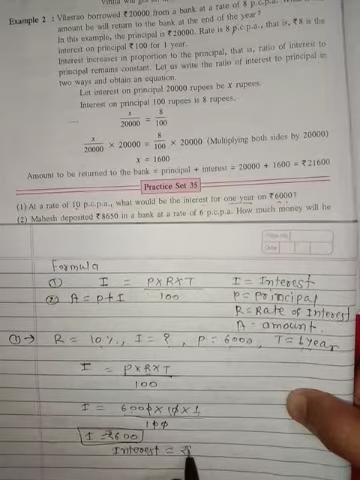 Example 2 : Vilasrao borrowed ₹20000 from a bank at a rate of 8 p.c.p.a. What
amount he will return to the bank at the end of the year?
In this example, the principal is ₹20000. Rate is 8 p.c.p.a., that is, ₹8 is the
interest on principal ₹100 for 1 year.
Interest increases in proportion to the principal, that is, ratio of interest to
principal remains constant. Let us write the ratio of interest to principal in
two ways and obtain an equation.
Let interest on principal 20000 rupees be x rupees.
Interest on principal 100 rupees is 8 rupees.
x/20000 = 8/100
x/20000 × 20000 = 8/100 × 20000 (Multiplying both sides by 20000)
x = 1600
Amount to be returned to the bank = principal + interest = 20000 + 1600 = ₹21600
Practice Set 35
(1) At a rate of 10 p.c.p.a., what would be the interest for one year on ₹6000?
(2) Mahesh deposited ₹8650 in a bank at a rate of 6 p.c.p.a. How much money will he
Date
Formula
① I = P×R×T/100 I = Interest
② A = P+I P = Principal
R = Rate of Interest
A = amount.
①→ R = 10%, I = ?, P = 6000, T = 1 year
I = P×R×T/100
I = 6000×10×1/100
I = ₹600
Interest = ₹